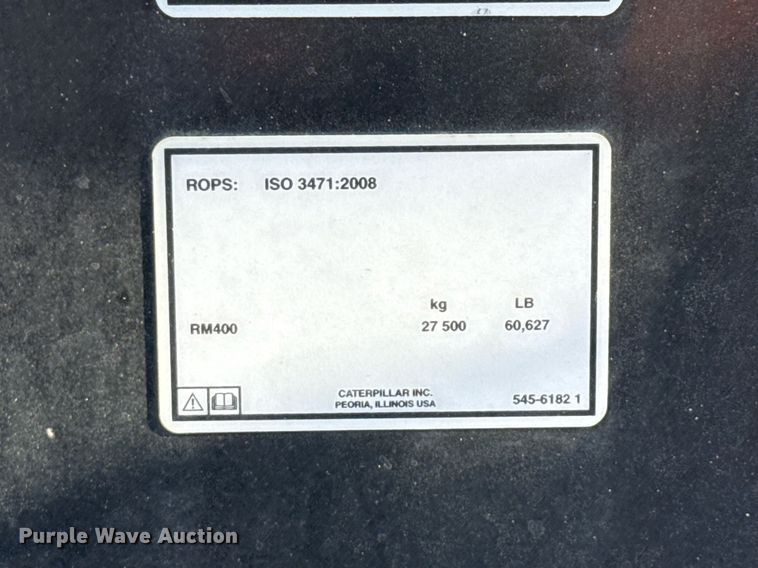 ROPS: ISO 3471:2008
kg LB
RM400 27 500 60,627
CATERPILLAR INC.
PEORIA, ILLINOIS USA
545-6182 1
Purple Wave Auction